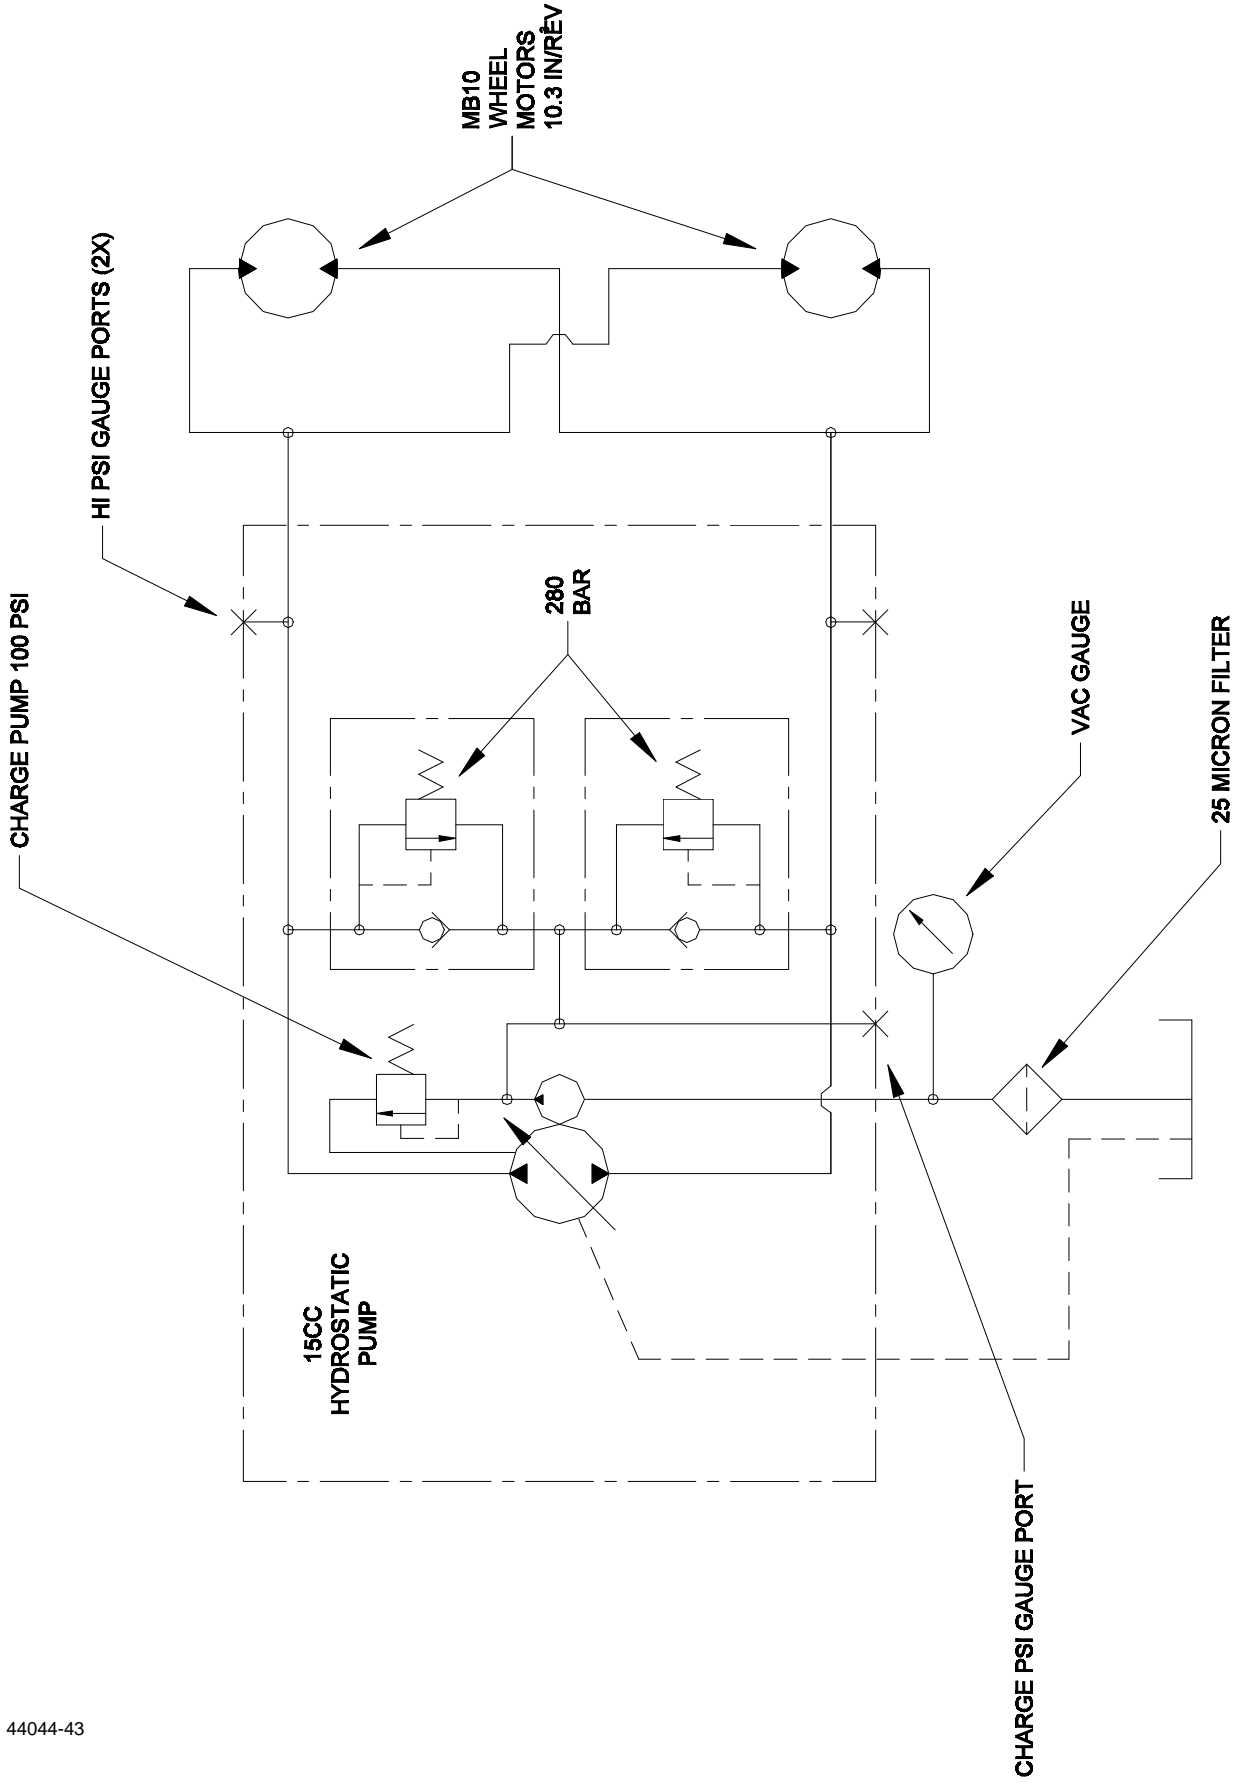 CHARGE PUMP 100 PSI
HI PSI GAUGE PORTS (2X)
MB10
WHEEL
MOTORS
10.3 IN³/REV
280
BAR
15CC
HYDROSTATIC
PUMP
VAC GAUGE
25 MICRON FILTER
CHARGE PSI GAUGE PORT
44044-43